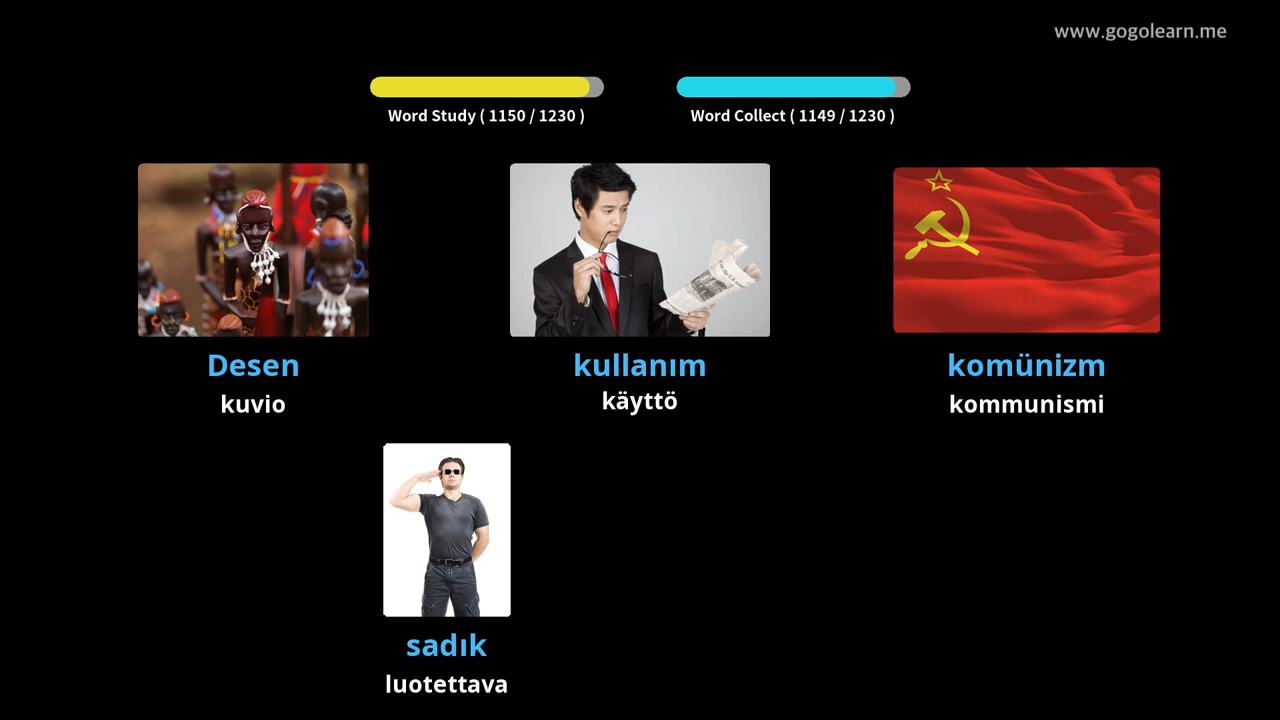 www.gogolearn.me
Word Study ( 1150 / 1230 )
Word Collect ( 1149 / 1230 )
Desen
kuvio
kullanım
käyttö
komünizm
kommunismi
sadık
luotettava